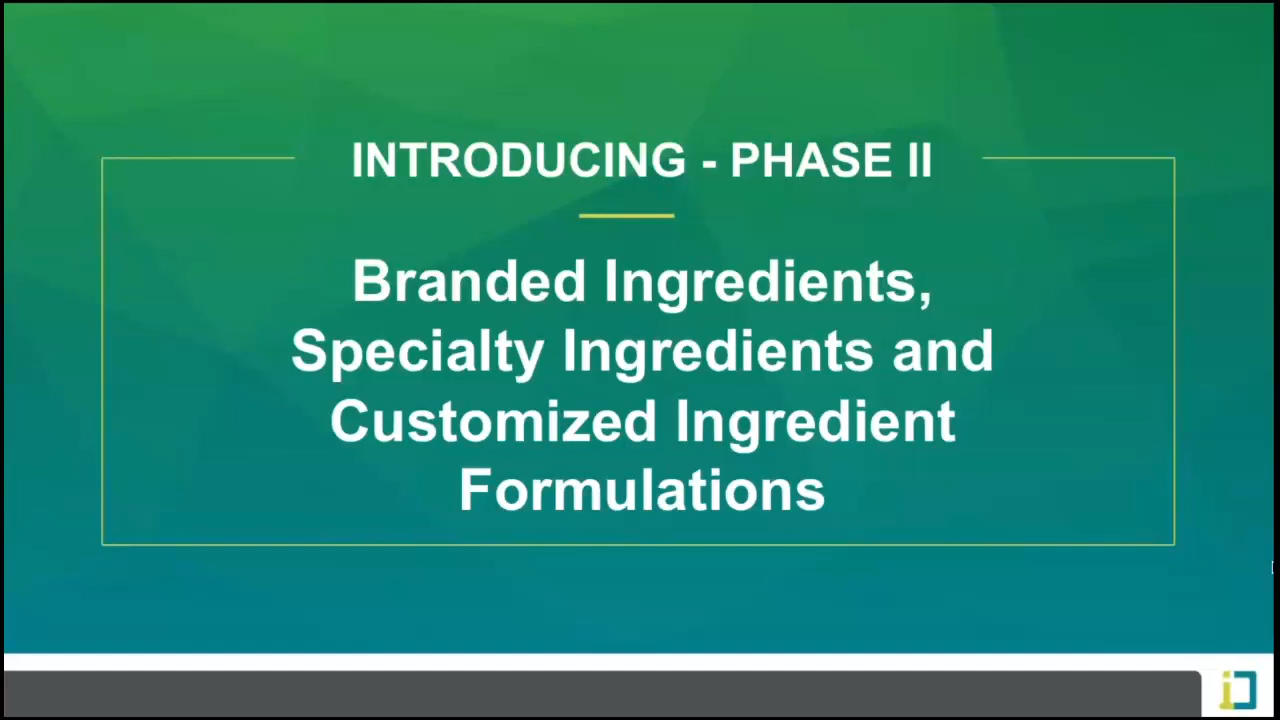 INTRODUCING - PHASE II
Branded Ingredients,
Specialty Ingredients and
Customized Ingredient
Formulations